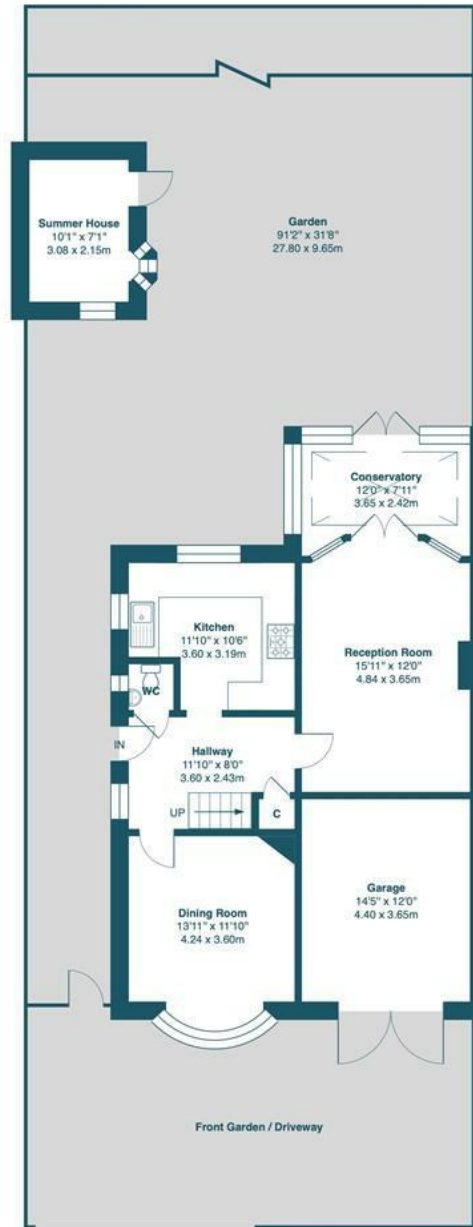 Summer House
10'1" x 7'1"
3.08 x 2.15m
Garden
91'2" x 31'8"
27.80 x 9.65m
Conservatory
12'0" x 7'11"
3.65 x 2.42m
Kitchen
11'10" x 10'6"
3.60 x 3.19m
Reception Room
15'11" x 12'0"
4.84 x 3.65m
WC
IN
Hallway
11'10" x 8'0"
3.60 x 2.43m
UP
C
Dining Room
13'11" x 11'10"
4.24 x 3.60m
Garage
14'5" x 12'0"
4.40 x 3.65m
Front Garden / Driveway